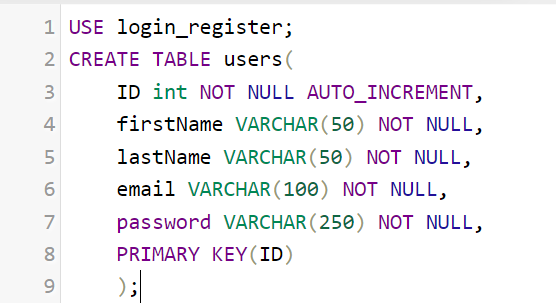 1 USE login_register;
2 CREATE TABLE users(
3 ID int NOT NULL AUTO_INCREMENT,
4 firstName VARCHAR(50) NOT NULL,
5 lastName VARCHAR(50) NOT NULL,
6 email VARCHAR(100) NOT NULL,
7 password VARCHAR(250) NOT NULL,
8 PRIMARY KEY(ID)
9 );